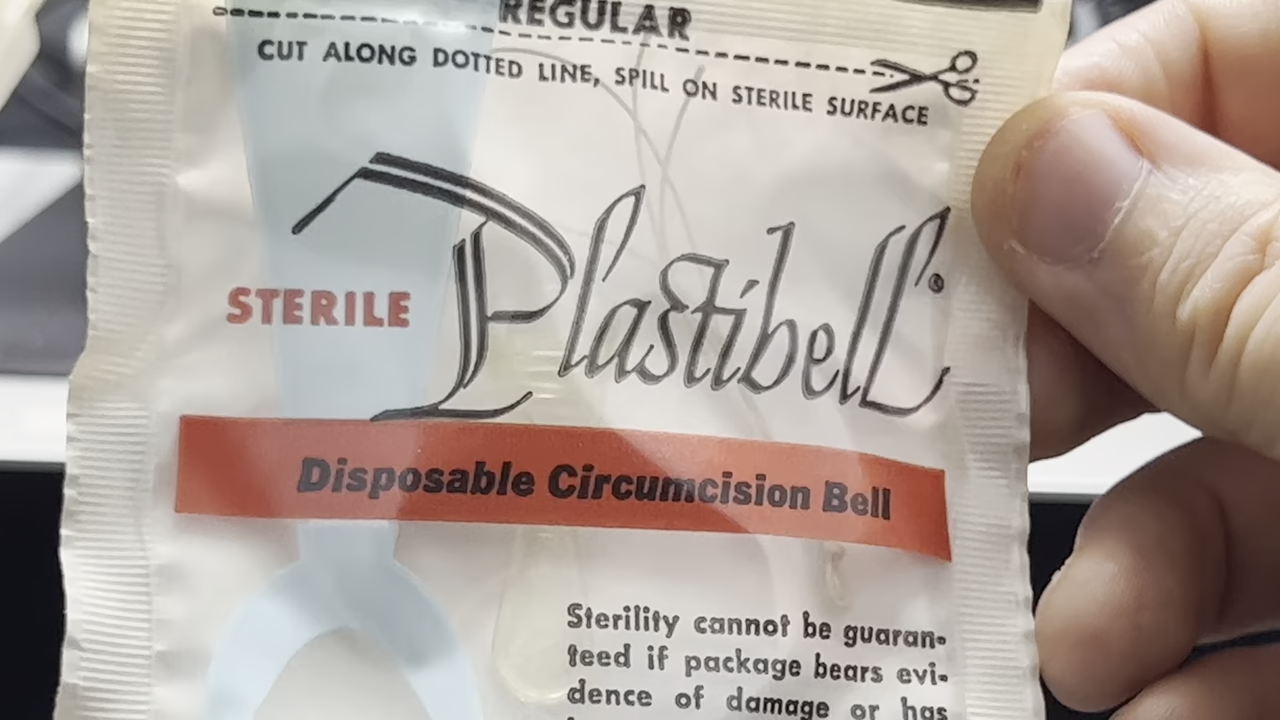 REGULAR
CUT ALONG DOTTED LINE, SPILL ON STERILE SURFACE
Plastibell®
STERILE
Disposable Circumcision Bell
Sterility cannot be guaran-
teed if package bears evi-
dence of damage or has